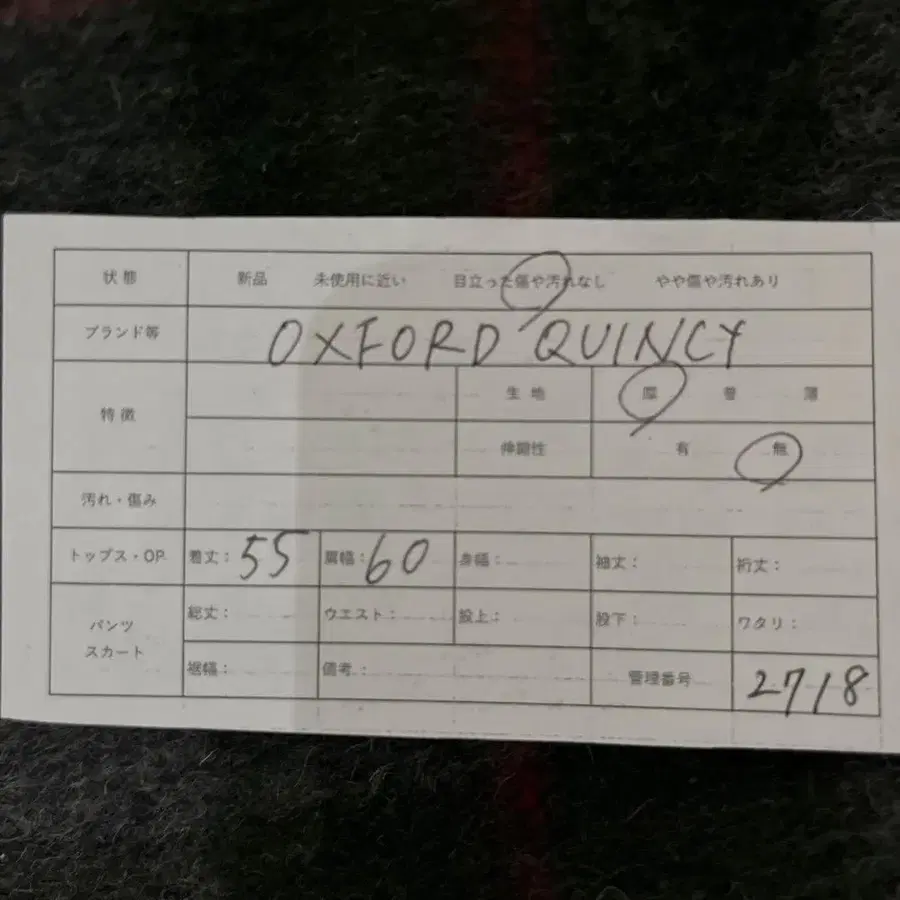 状態 新品 未使用に近い 目立った傷や汚れなし やや傷や汚れあり
ブランド等 OXFORD QUINCY
特徴 生地 厚 普 薄
伸縮性 有 無
汚れ・傷み
トップス・OP 着丈: 55 肩幅: 60 身幅: 袖丈: 裄丈:
パンツ 総丈: ウエスト: 股上: 股下: ワタリ:
スカート
裾幅: 備考: 管理番号 2718